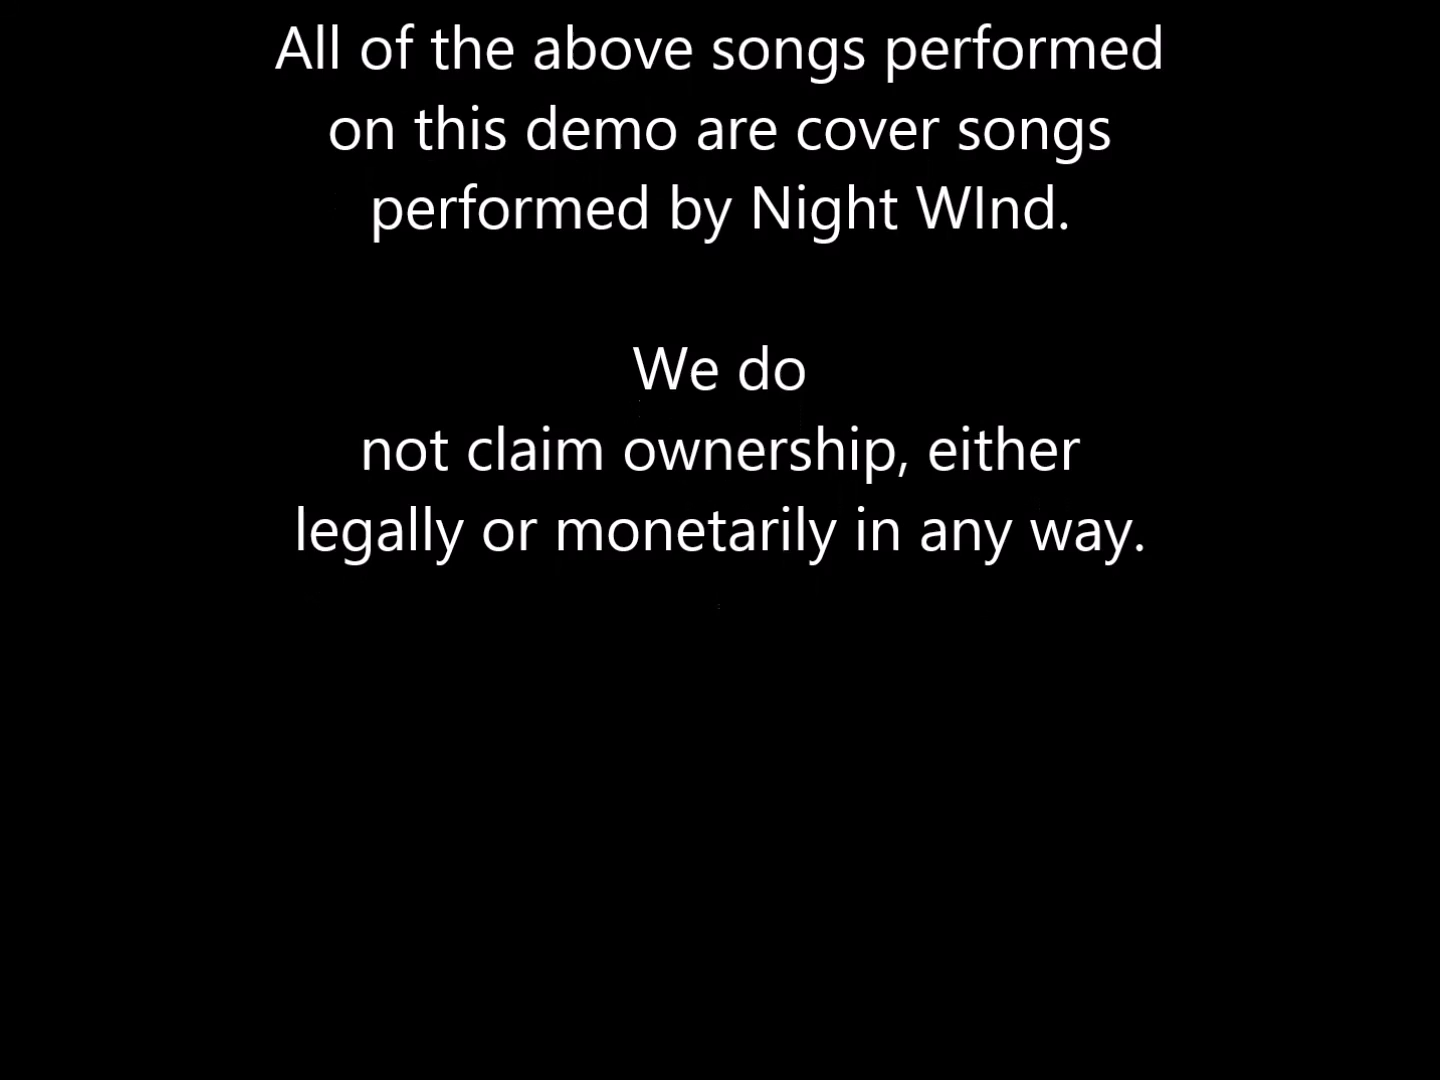 All of the above songs performed
on this demo are cover songs
performed by Night WInd.
We do
not claim ownership, either
legally or monetarily in any way.